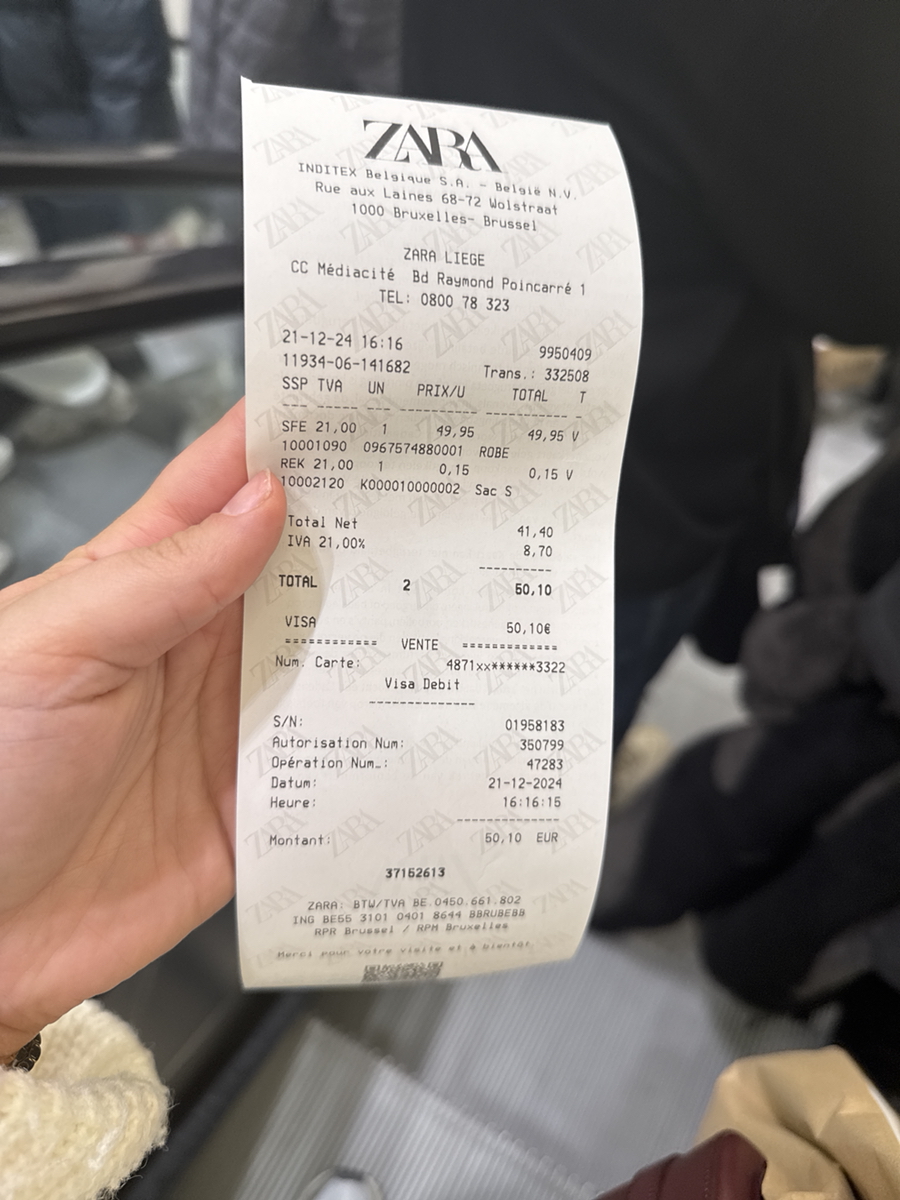 ZARA
INDITEX Belgique S.A. - België N.V.
Rue aux Laines 68-72 Wolstraat
1000 Bruxelles- Brussel
ZARA LIEGE
CC Médiacité Bd Raymond Poincarré 1
TEL: 0800 78 323
21-12-24 16:16 9950409
11934-06-141682 Trans.: 332508
SSP TVA UN PRIX/U TOTAL T
SFE 21,00 1 49,95 49,95 V
10001090 0967574880001 ROBE
REK 21,00 1 0,15 0,15 V
10002120 K000010000002 Sac S
Total Net 41,40
IVA 21,00% 8,70
TOTAL 2 50,10
VISA 50,10€
============ VENTE =============
Num. Carte: 4871xx******3322
Visa Debit
S/N: 01958183
Autorisation Num: 350799
Opération Num.: 47283
Datum: 21-12-2024
Heure: 16:16:15
Montant: 50,10 EUR
37152613
ZARA: BTW/TVA BE.0450.661.802
ING BE55 3101 0401 8644 BBRUBEBB
RPR Brussel / RPM Bruxelles
Merci pour votre visite et à bientôt